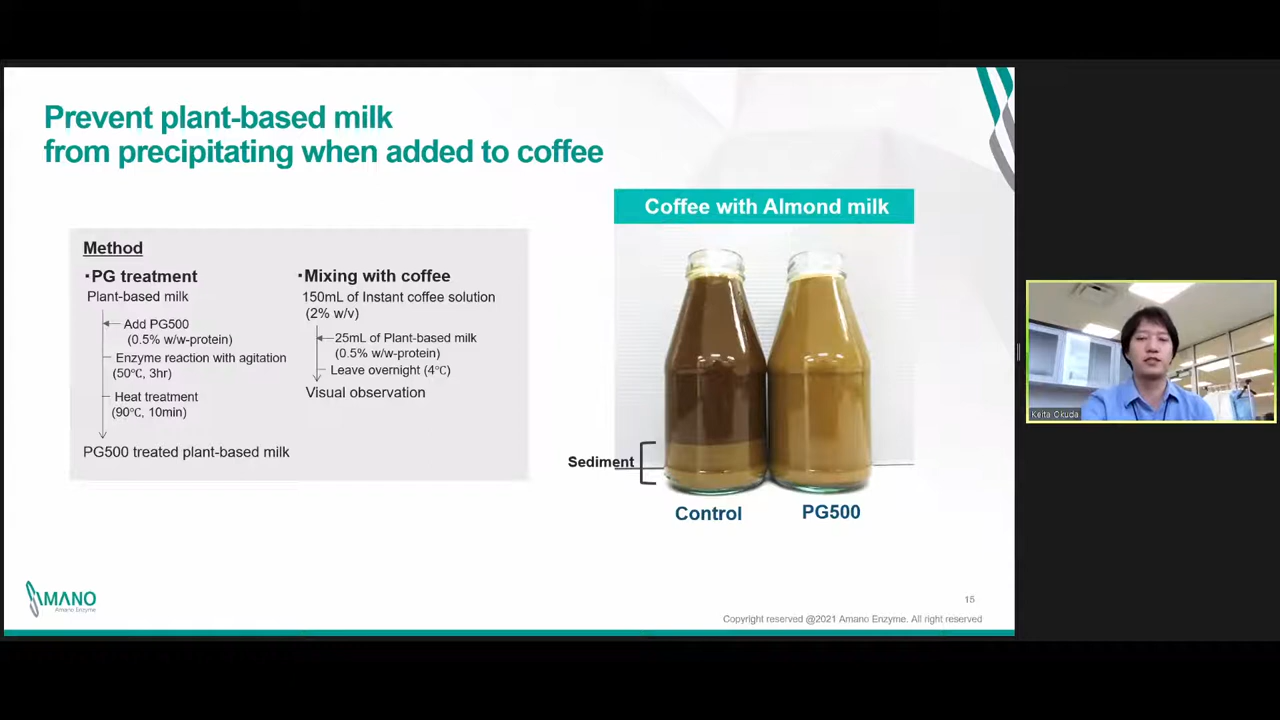 Prevent plant-based milk
from precipitating when added to coffee
Method
・PG treatment
Plant-based milk
Add PG500
(0.5% w/w-protein)
Enzyme reaction with agitation
(50℃, 3hr)
Heat treatment
(90℃, 10min)
PG500 treated plant-based milk
・Mixing with coffee
150mL of Instant coffee solution
(2% w/v)
25mL of Plant-based milk
(0.5% w/w-protein)
Leave overnight (4℃)
Visual observation
Coffee with Almond milk
Sediment
Control
PG500
Keita Okuda
AMANO
Amano Enzyme
15
Copyright reserved @2021 Amano Enzyme. All right reserved